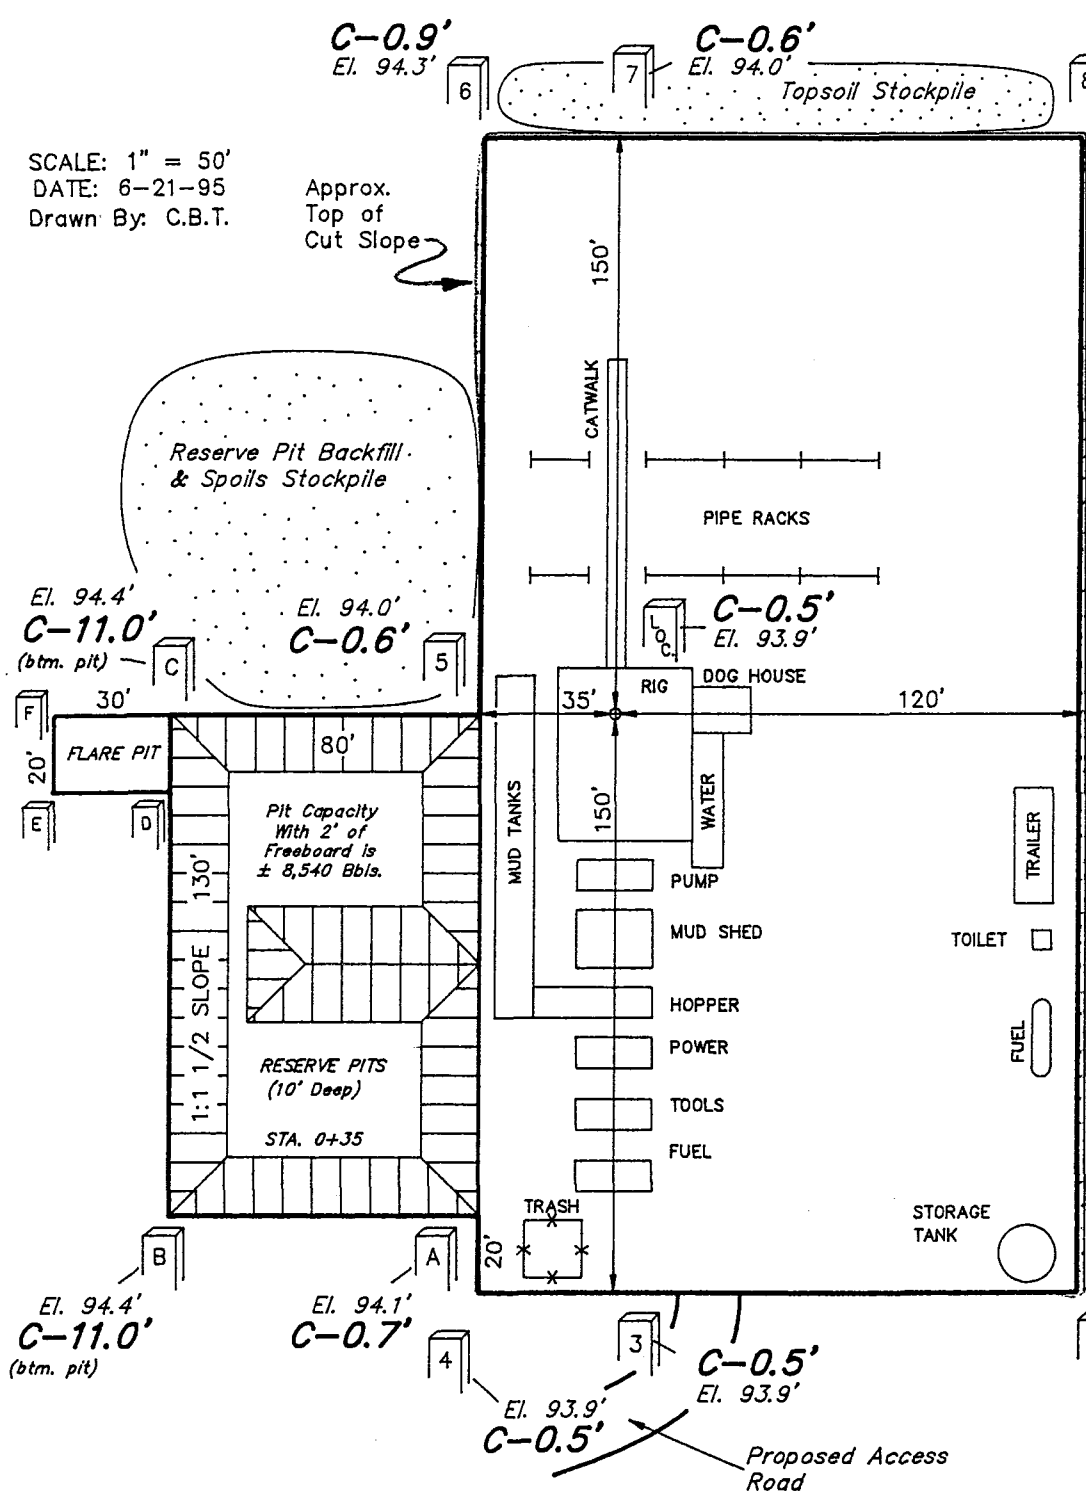 C-0.9'
El. 94.3'
6
7
C-0.6'
El. 94.0'
Topsoil Stockpile
SCALE: 1" = 50'
DATE: 6-21-95
Drawn By: C.B.T.
Approx.
Top of
Cut Slope
150'
CATWALK
Reserve Pit Backfill
& Spoils Stockpile
PIPE RACKS
El. 94.4'
C-11.0'
(btm. pit)
C
El. 94.0'
C-0.6'
5
LOC.
C-0.5'
El. 93.9'
RIG
DOG HOUSE
F
30'
20'
FLARE PIT
80'
35'
120'
E
D
Pit Capacity
With 2' of
Freeboard is
± 8,540 Bbls.
130'
1:1 1/2 SLOPE
MUD TANKS
150'
WATER
TRAILER
PUMP
MUD SHED
TOILET
HOPPER
FUEL
POWER
RESERVE PITS
(10' Deep)
TOOLS
STA. 0+35
FUEL
TRASH
20'
STORAGE
TANK
B
A
El. 94.4'
C-11.0'
(btm. pit)
El. 94.1'
C-0.7'
4
3
C-0.5'
El. 93.9'
El. 93.9'
C-0.5'
Proposed Access
Road